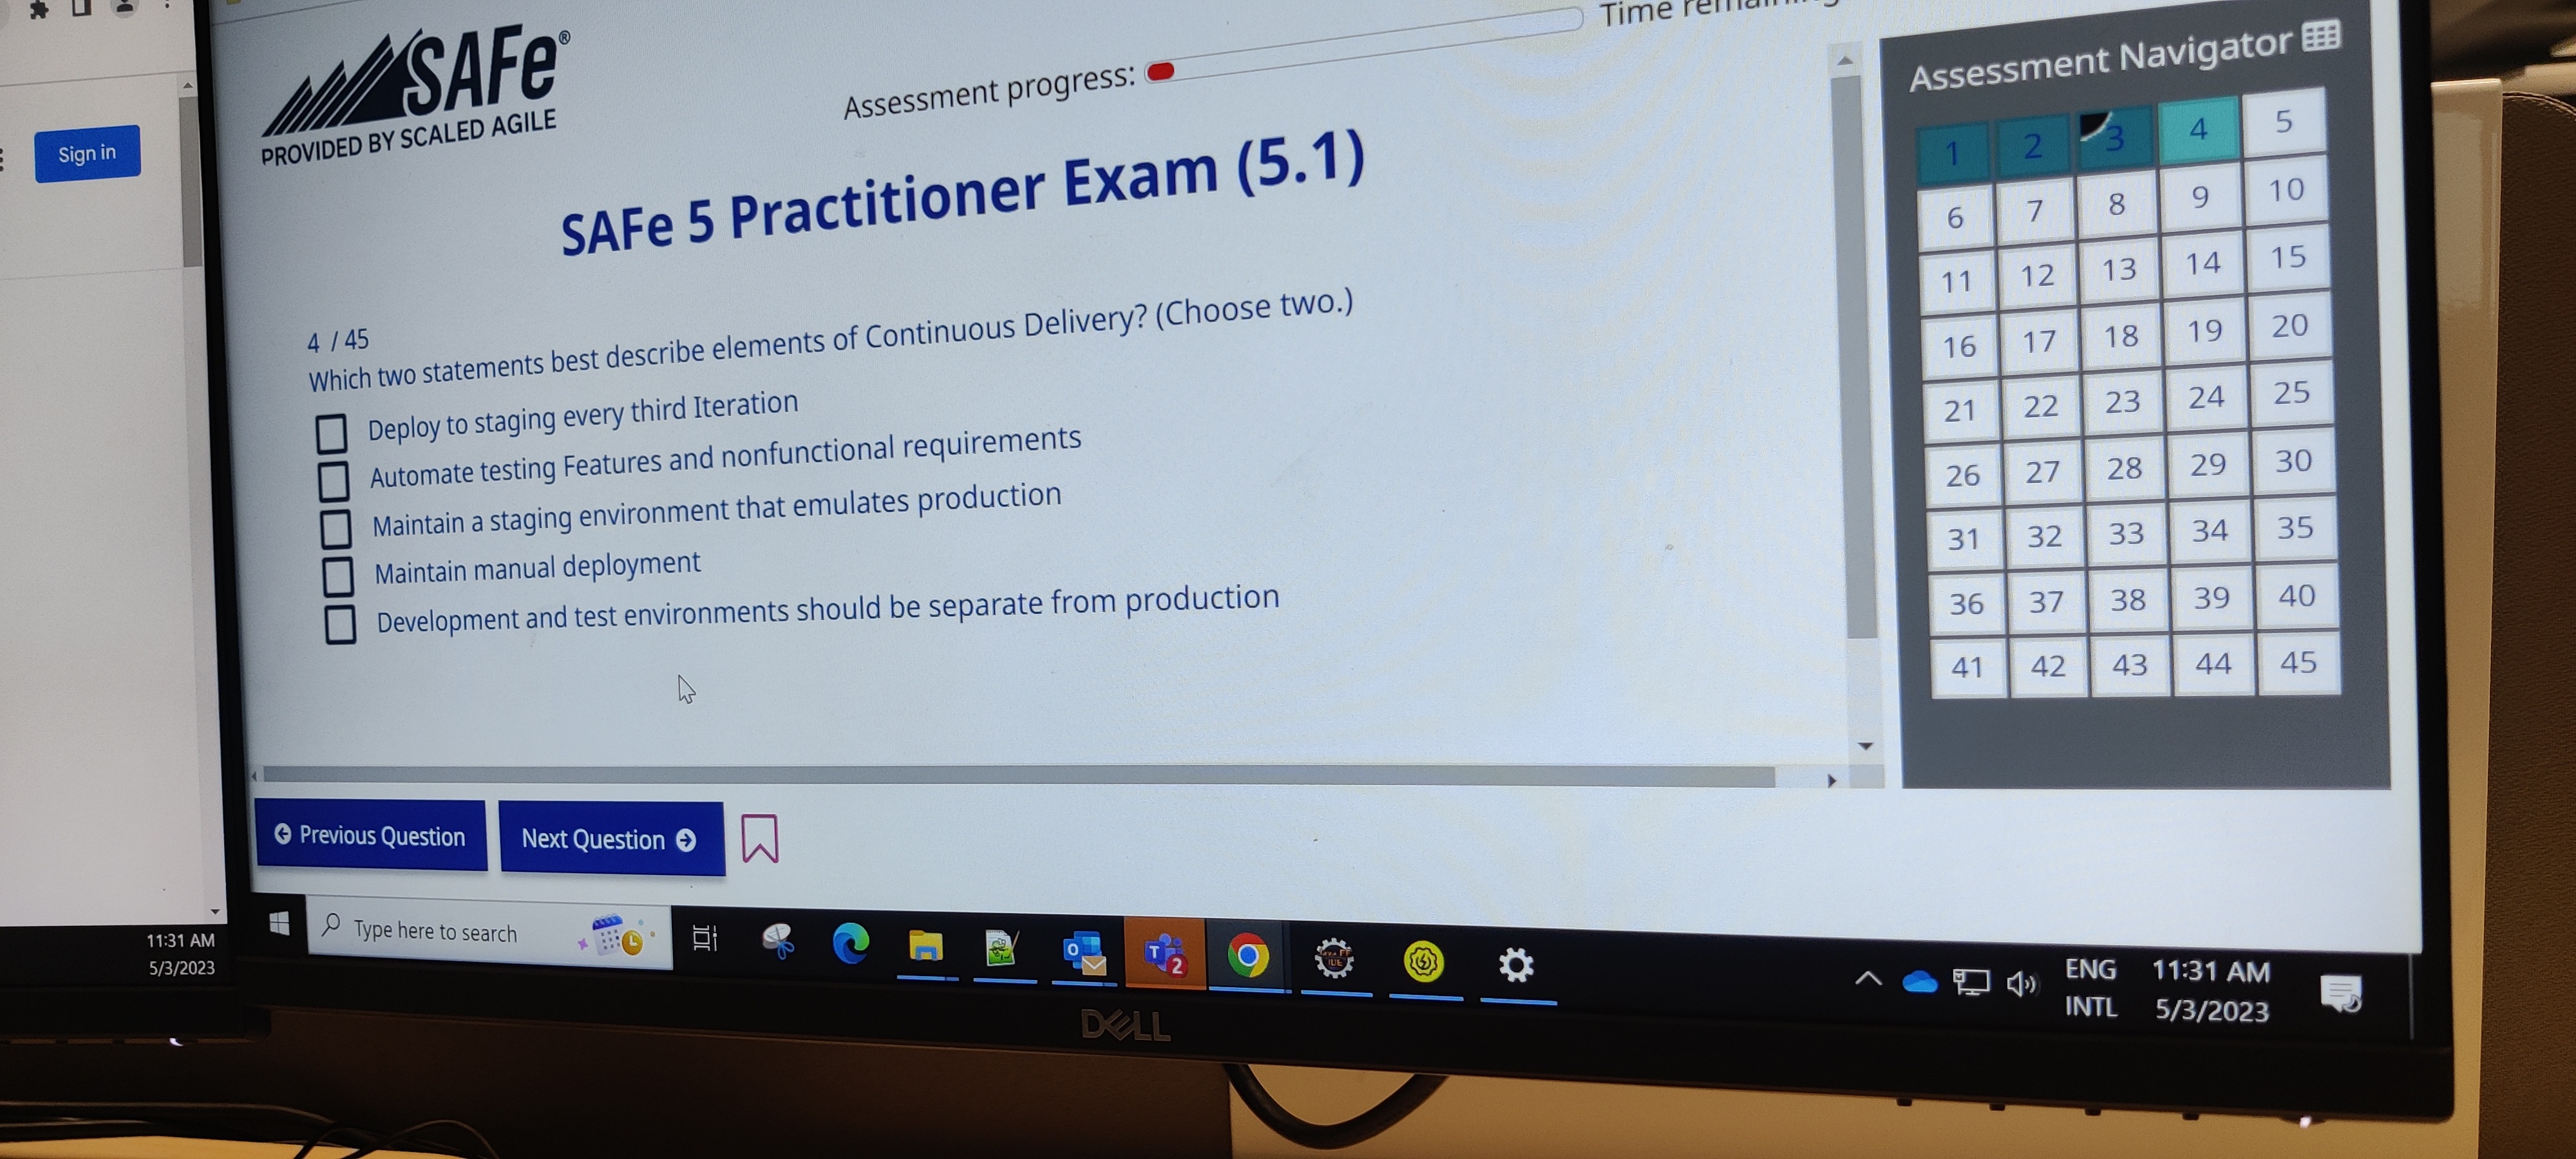 SAFe®
PROVIDED BY SCALED AGILE
Sign in
Assessment progress:
Time
SAFe 5 Practitioner Exam (5.1)
4 / 45
Which two statements best describe elements of Continuous Delivery? (Choose two.)
Deploy to staging every third Iteration
Automate testing Features and nonfunctional requirements
Maintain a staging environment that emulates production
Maintain manual deployment
Development and test environments should be separate from production
Previous Question
Next Question
Assessment Navigator
1 2 3 4 5
6 7 8 9 10
11 12 13 14 15
16 17 18 19 20
21 22 23 24 25
26 27 28 29 30
31 32 33 34 35
36 37 38 39 40
41 42 43 44 45
11:31 AM
5/3/2023
Type here to search
2
ENG
INTL
11:31 AM
5/3/2023
DELL